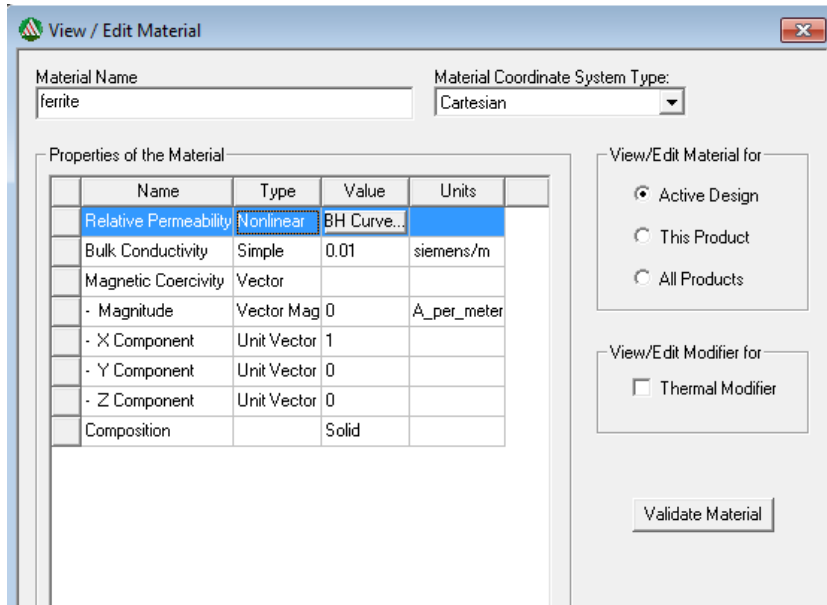 View / Edit Material
Material Name
Material Coordinate System Type:
ferrite
Cartesian
Properties of the Material
Name Type Value Units
Relative Permeability Nonlinear BH Curve...
Bulk Conductivity Simple 0.01 siemens/m
Magnetic Coercivity Vector
- Magnitude Vector Mag 0 A_per_meter
- X Component Unit Vector 1
- Y Component Unit Vector 0
- Z Component Unit Vector 0
Composition Solid
View/Edit Material for
Active Design
This Product
All Products
View/Edit Modifier for
Thermal Modifier
Validate Material